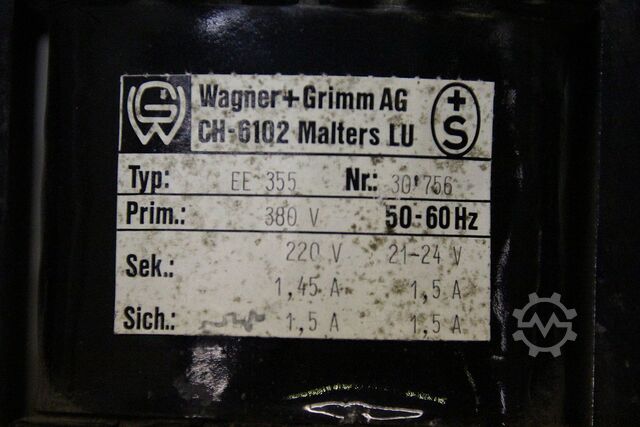 Wagner+Grimm AG
CH-6102 Malters LU
+S
Typ: EE 355 Nr.: 30'756
Prim.: 380 V 50-60 Hz
Sek.: 220 V 21-24 V
1,45 A 1,5 A
Sich.: 1,5 A 1,5 A